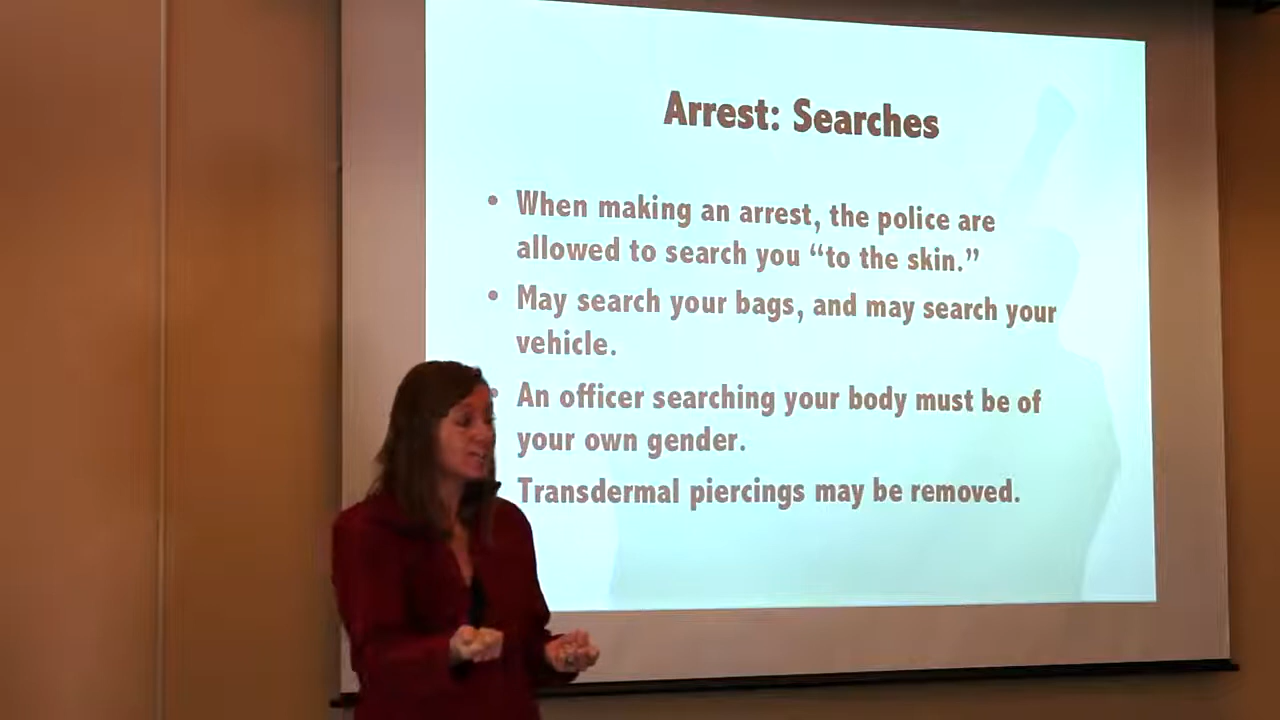 Arrest: Searches
• When making an arrest, the police are
allowed to search you “to the skin.”
• May search your bags, and may search your
vehicle.
• An officer searching your body must be of
your own gender.
Transdermal piercings may be removed.